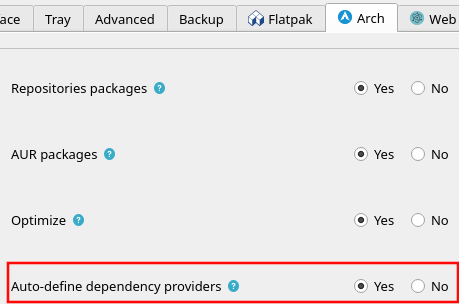 ace Tray Advanced Backup Flatpak Arch Web
Repositories packages ? Yes No
AUR packages ? Yes No
Optimize ? Yes No
Auto-define dependency providers ? Yes No